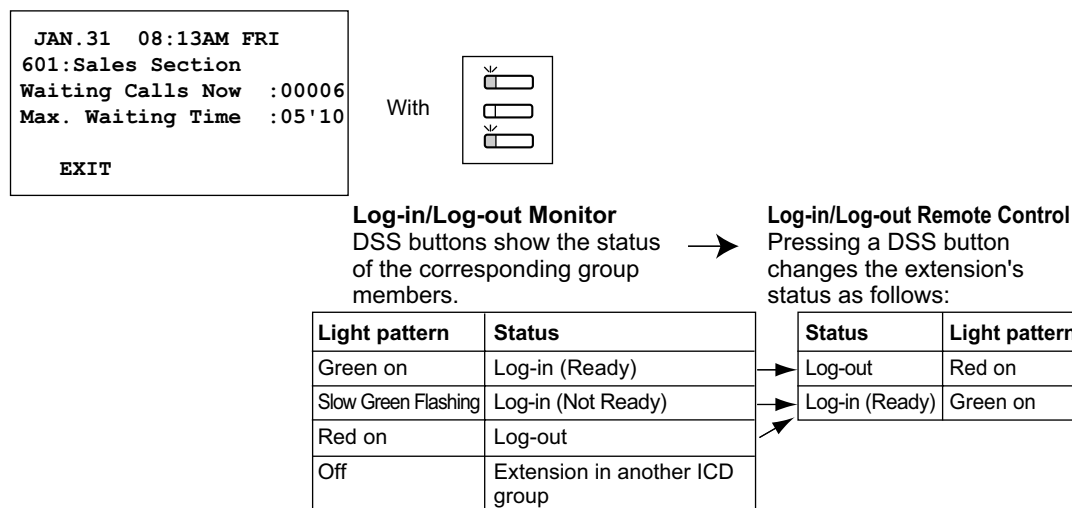 JAN.31 08:13AM FRI
601:Sales Section
Waiting Calls Now :00006
Max. Waiting Time :05'10
EXIT
With
Log-in/Log-out Monitor
DSS buttons show the status
of the corresponding group
members.
Log-in/Log-out Remote Control
Pressing a DSS button
changes the extension's
status as follows:
Light pattern Status
Green on Log-in (Ready)
Slow Green Flashing Log-in (Not Ready)
Red on Log-out
Off Extension in another ICD
group
Status Light pattern
Log-out Red on
Log-in (Ready) Green on